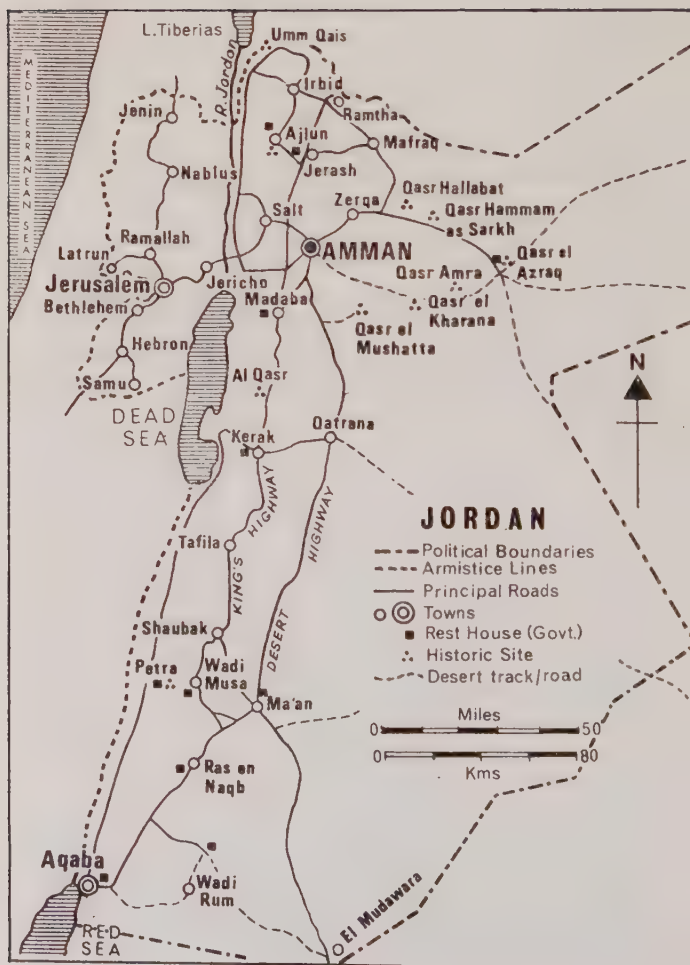 L. Tiberias
Umm Qais
MEDITERRANEAN SEA
R. Jordon
Irbid
Ramtha
Jenin
Ajlun
Mafraq
Jerash
Nablus
Qasr Hallabat
Zerqa
Salt
Qasr Hammam
as Sarkh
Ramallah
AMMAN
Latrun
Qasr el
Azraq
Qasr Amra
Jerusalem
Jericho
Madaba
Qasr el
Kharana
Bethlehem
Qasr el
Mushatta
Hebron
N
Samu
Al Qasr
DEAD
SEA
Qatrana
Kerak
KING'S HIGHWAY
DESERT HIGHWAY
JORDAN
Political Boundaries
Armistice Lines
Principal Roads
Towns
Rest House (Govt.)
Historic Site
Desert track/road
Tafila
Shaubak
Petra
Wadi
Musa
Ma'an
Miles
0 50
0 80
Kms
Ras en
Naqb
Aqaba
Wadi
Rum
El Mudawara
RED
SEA